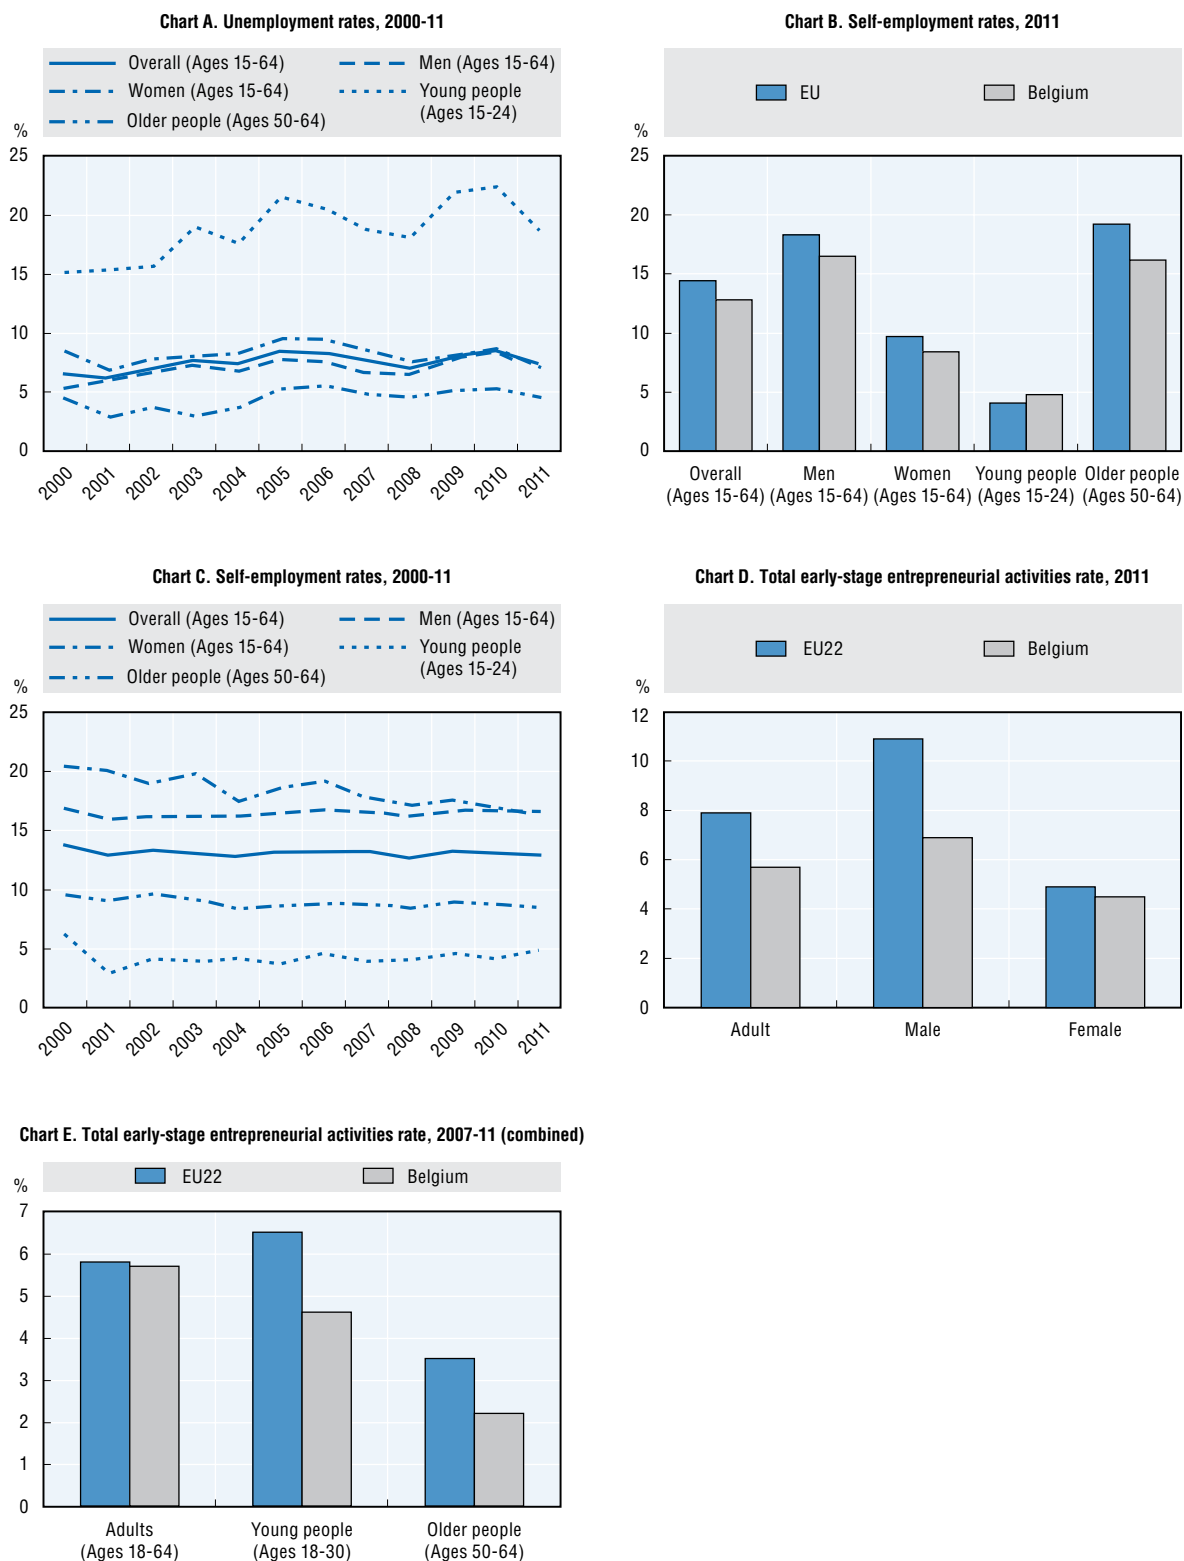 Chart A. Unemployment rates, 2000-11
Overall (Ages 15-64)
Men (Ages 15-64)
Women (Ages 15-64)
Young people
(Ages 15-24)
Older people (Ages 50-64)
%
25
20
15
10
5
0
2000
2001
2002
2003
2004
2005
2006
2007
2008
2009
2010
2011
Chart B. Self-employment rates, 2011
EU
Belgium
%
25
20
15
10
5
0
Overall
(Ages 15-64)
Men
(Ages 15-64)
Women
(Ages 15-64)
Young people
(Ages 15-24)
Older people
(Ages 50-64)
Chart C. Self-employment rates, 2000-11
Overall (Ages 15-64)
Men (Ages 15-64)
Women (Ages 15-64)
Young people
(Ages 15-24)
Older people (Ages 50-64)
%
25
20
15
10
5
0
2000
2001
2002
2003
2004
2005
2006
2007
2008
2009
2010
2011
Chart D. Total early-stage entrepreneurial activities rate, 2011
EU22
Belgium
%
12
10
8
6
4
2
0
Adult
Male
Female
Chart E. Total early-stage entrepreneurial activities rate, 2007-11 (combined)
EU22
Belgium
%
7
6
5
4
3
2
1
0
Adults
(Ages 18-64)
Young people
(Ages 18-30)
Older people
(Ages 50-64)